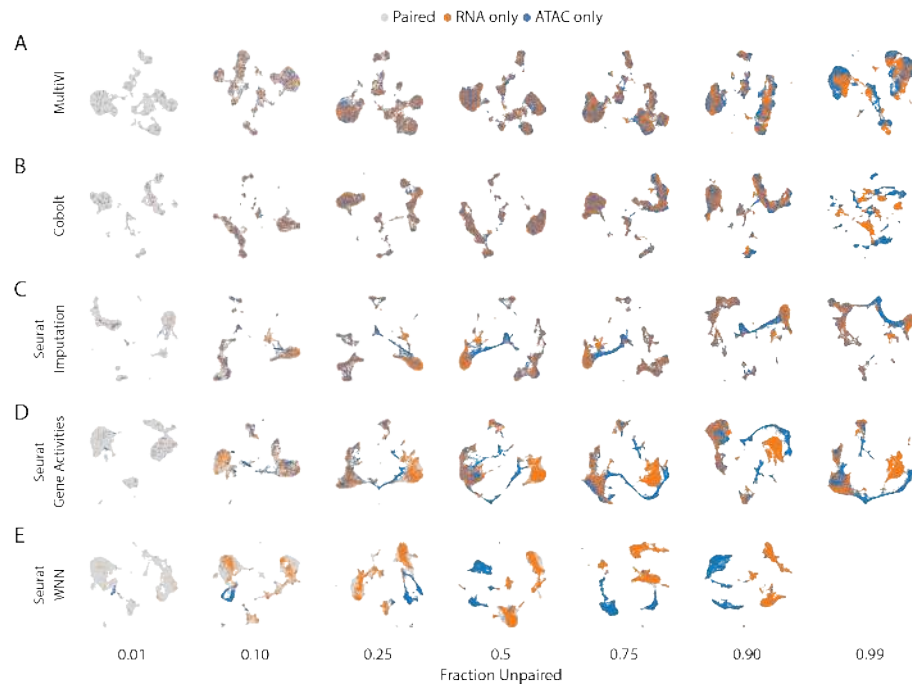 Paired RNA only ATAC only
A
MultiVI
B
Cobolt
C
Seurat
Imputation
D
Seurat
Gene Activities
E
Seurat
WNN
0.01 0.10 0.25 0.5 0.75 0.90 0.99
Fraction Unpaired